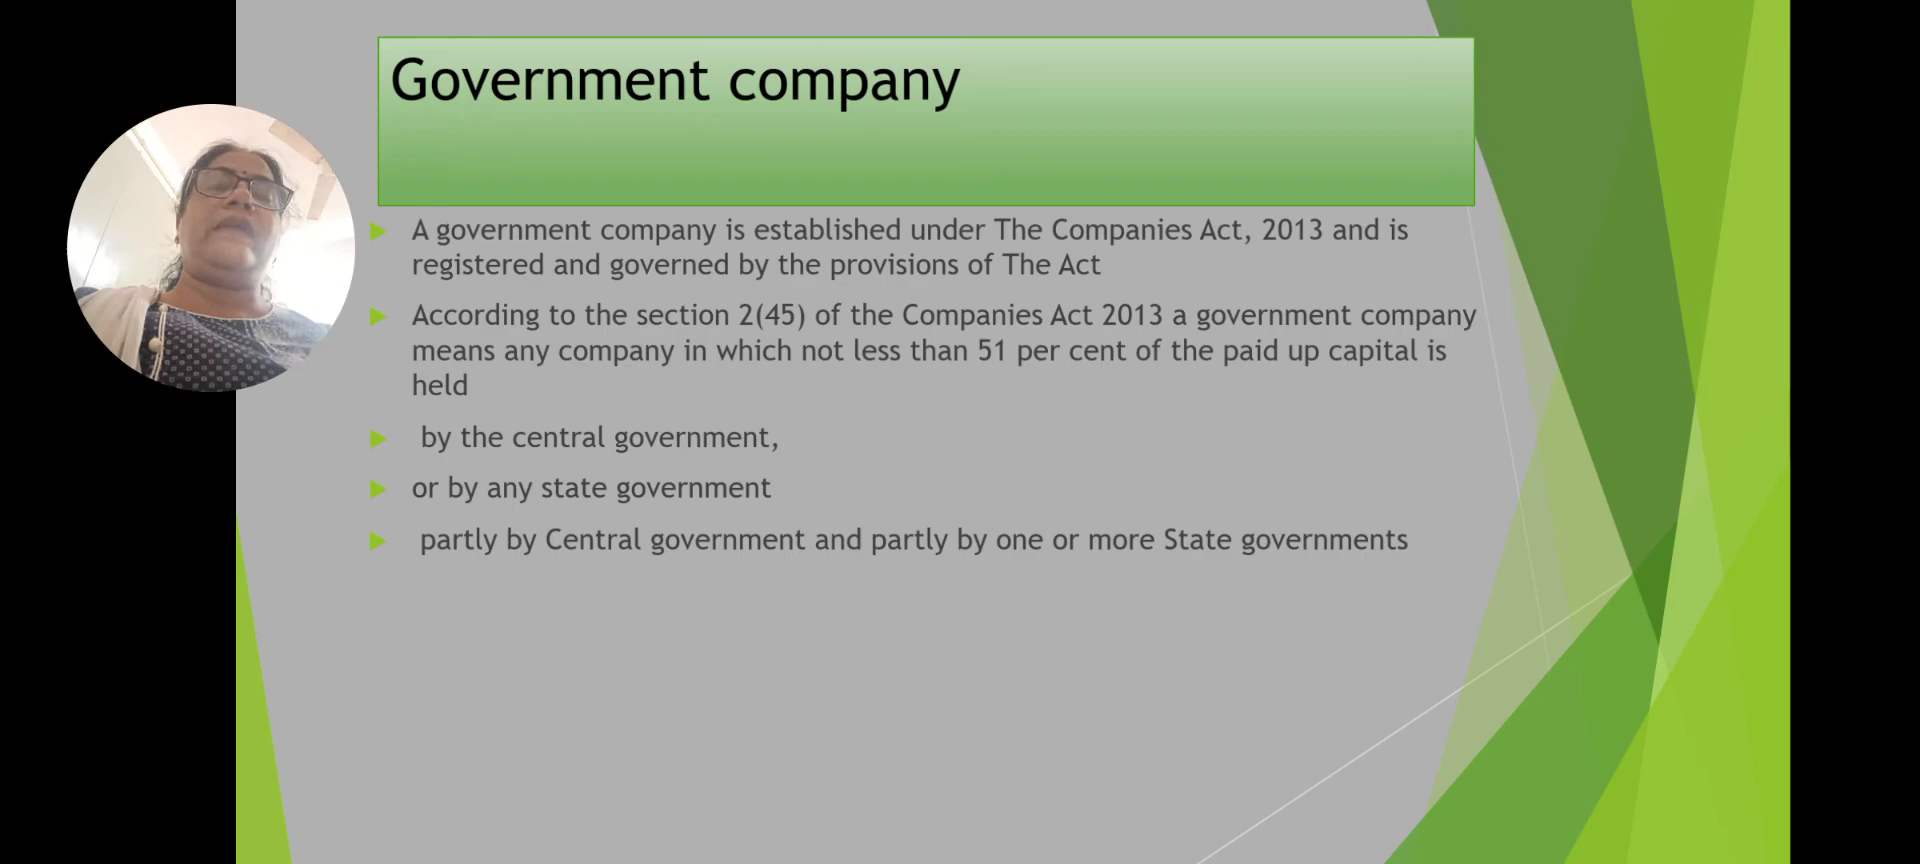 Government company
A government company is established under The Companies Act, 2013 and is
registered and governed by the provisions of The Act
According to the section 2(45) of the Companies Act 2013 a government company
means any company in which not less than 51 per cent of the paid up capital is
held
by the central government,
or by any state government
partly by Central government and partly by one or more State governments